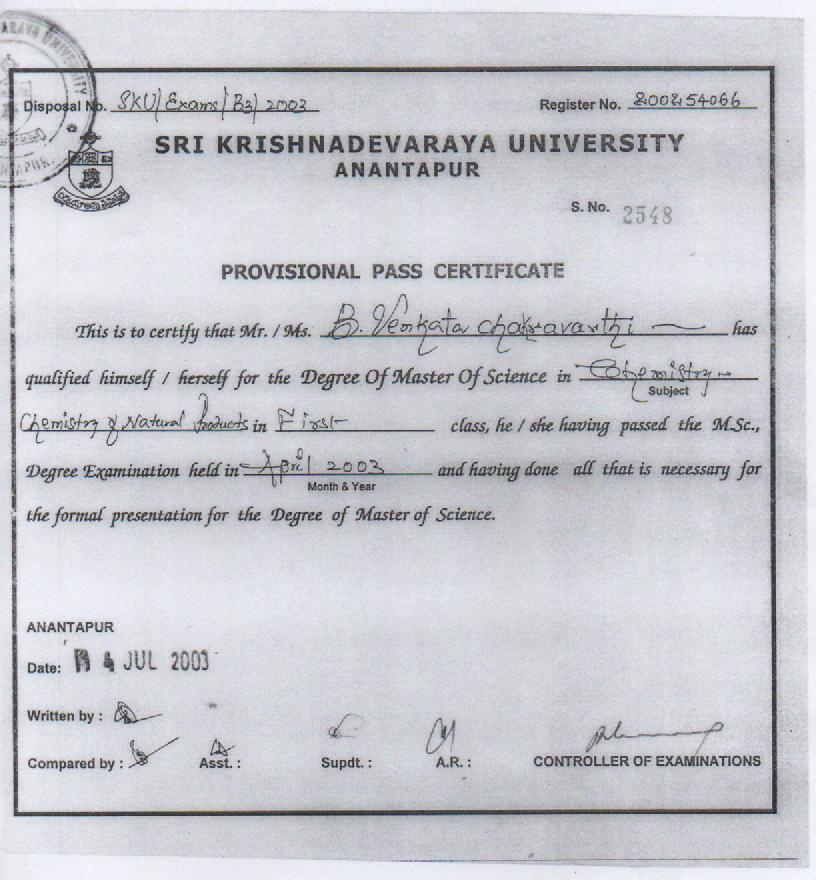 ARAYA UNIVERSITY
Disposal No. SKU/Exams/B3/2003 Register No. 200254066
SRI KRISHNADEVARAYA UNIVERSITY
ANANTAPUR
S. No. 2548
PROVISIONAL PASS CERTIFICATE
This is to certify that Mr. / Ms. B. Venkata Chakravarthi has
qualified himself / herself for the Degree Of Master Of Science in Chemistry
Subject
Chemistry of Natural Products in First class, he / she having passed the M.Sc.,
Degree Examination held in April 2003 and having done all that is necessary for
Month & Year
the formal presentation for the Degree of Master of Science.
ANANTAPUR
Date: 4 JUL 2003
Written by :
Compared by : Asst. : Supdt. : A.R. : CONTROLLER OF EXAMINATIONS